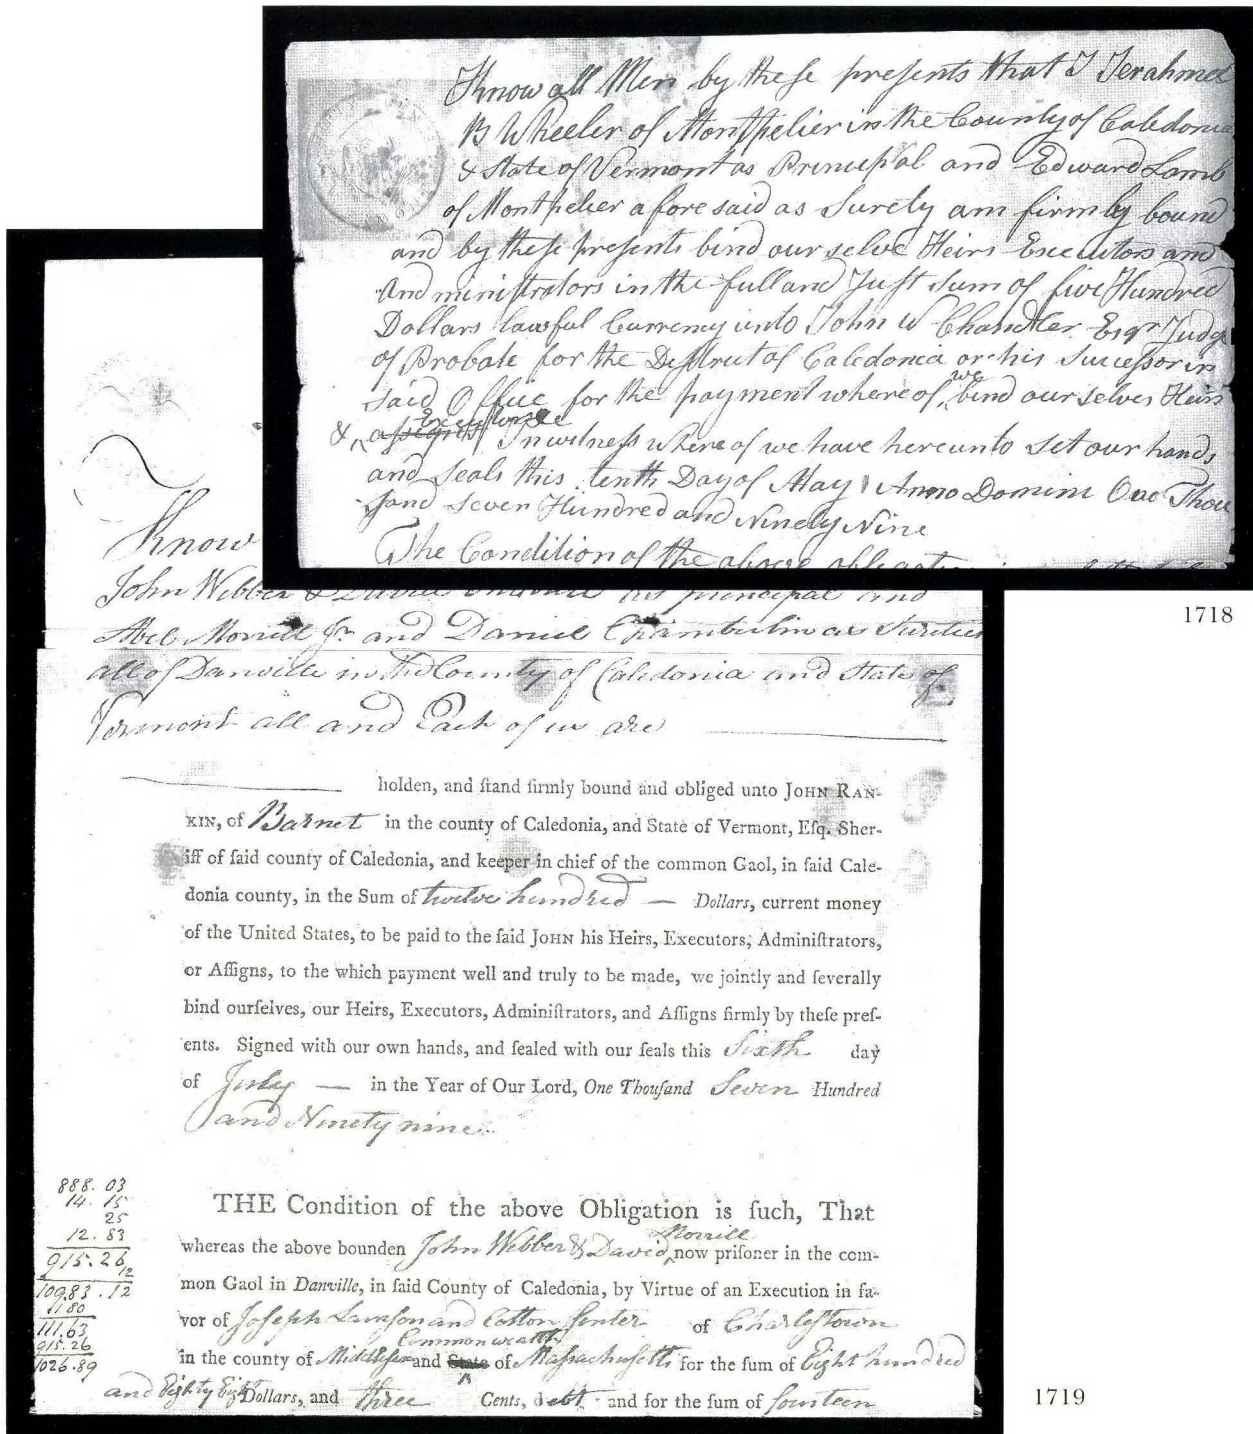 Know all Men by these presents that I Jerahmel
B Wheeler of Montpelier in the County of Caledonia
& State of Vermont as Principal and Edward Lamb
of Montpelier afore said as Surety am firmly bound
and by these presents bind our selve Heirs Executors and
Administrators in the full and Just Sum of five Hundred
Dollars lawful Currency unto John W Chandler Esqr Judge
of Probate for the Destrict of Caledonia or his Successor in
said Office for the payment where of we bind our selves Heirs
& assigns
In witness where of we have hereunto set our hands
and seals this tenth Day of May Anno Domini One Thou
sand Seven Hundred and Ninety Nine
The Condition of the above obligation
1718
Know
John Webber & David as principal and
Abel Morrill Jr. and Daniel Chamberlin as Sureties
all of Danville in the County of Caledonia and State of
Vermont all and Each of us are
holden, and ſtand firmly bound and obliged unto JOHN RAN-
KIN, of Barnet in the county of Caledonia, and State of Vermont, Eſq. Sher-
iff of ſaid county of Caledonia, and keeper in chief of the common Gaol, in ſaid Cale-
donia county, in the Sum of twelve hundred — Dollars, current money
of the United States, to be paid to the ſaid JOHN his Heirs, Executors, Adminiſtrators,
or Aſſigns, to the which payment well and truly to be made, we jointly and ſeverally
bind ourſelves, our Heirs, Executors, Adminiſtrators, and Aſſigns firmly by theſe preſ-
ents. Signed with our own hands, and ſealed with our ſeals this Sixth day
of July — in the Year of Our Lord, One Thouſand Seven Hundred
and Ninety nine
888.03
14.15
25
12.83
915.26
12
109.83.12
1180
111.63
915.26
1026.89
THE Condition of the above Obligation is ſuch, That
whereas the above bounden John Webber & David Morrill now priſoner in the com-
mon Gaol in Danville, in ſaid County of Caledonia, by Virtue of an Execution in fa-
vor of Joseph Lamson and Cotton Senter of Charlestown
in the county of Middlesex and State Commonwealth of Massachusetts for the ſum of Eight hundred
and Eighty Eight Dollars, and three Cents, debt and for the ſum of fourteen
1719